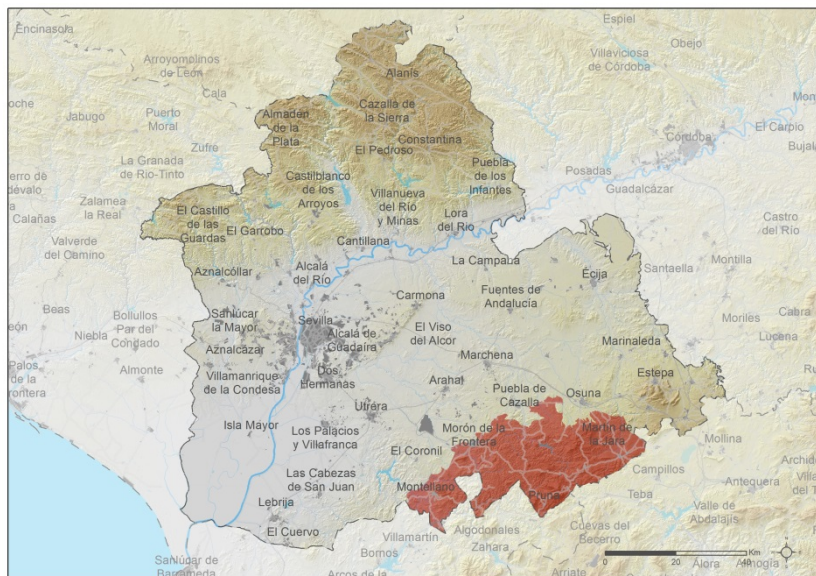 Encinasola
Espiel
Obejo
Arroyomolinos
de León
Villaviciosa
de Córdoba
Alanís
Cala
Cazalla de
la Sierra
Jabugo
Puerto
Moral
Almadén
de la
Plata
Constantina
Córdoba
El Carpio
Zufre
El Pedroso
La Granada
de Río-Tinto
Puebla
de los
Infantes
Posadas
Castilblanco
de los
Arroyos
Villanueva
del Río
y Minas
Guadalcázar
Zalamea
la Real
Calañas
El Castillo
de las
Guardas
Lora
del Río
Castro
del Río
El Garrobo
Valverde
del Camino
Cantillana
La Campana
Montilla
Aznalcóllar
Alcalá
del Río
Écija
Santaella
Fuentes de
Andalucía
Carmona
Beas
Bollullos
Par del
Condado
Sanlúcar
la Mayor
Sevilla
Moriles
Cabra
Niebla
Alcalá de
Guadaíra
El Viso
del Alcor
Lucena
Aznalcázar
Marinaleda
Palos
de la
Frontera
Almonte
Marchena
Villamanrique
de la Condesa
Dos
Hermanas
Arahal
Estepa
Puebla de
Cazalla
Osuna
Utrera
Isla Mayor
Los Palacios
y Villafranca
Morón de la
Frontera
Martín de
la Jara
El Coronil
Mollina
Campillos
Las Cabezas
de San Juan
Montellano
Pruna
Teba
Antequera
Lebrija
Valle de
Abdalajís
El Cuervo
Villamartín
Algodonales
Cuevas del
Becerro
Bornos
Zahara
Sanlúcar de
Barrameda
Arcos de la
Arriate
Álora
Almogía
0 20 40 Km